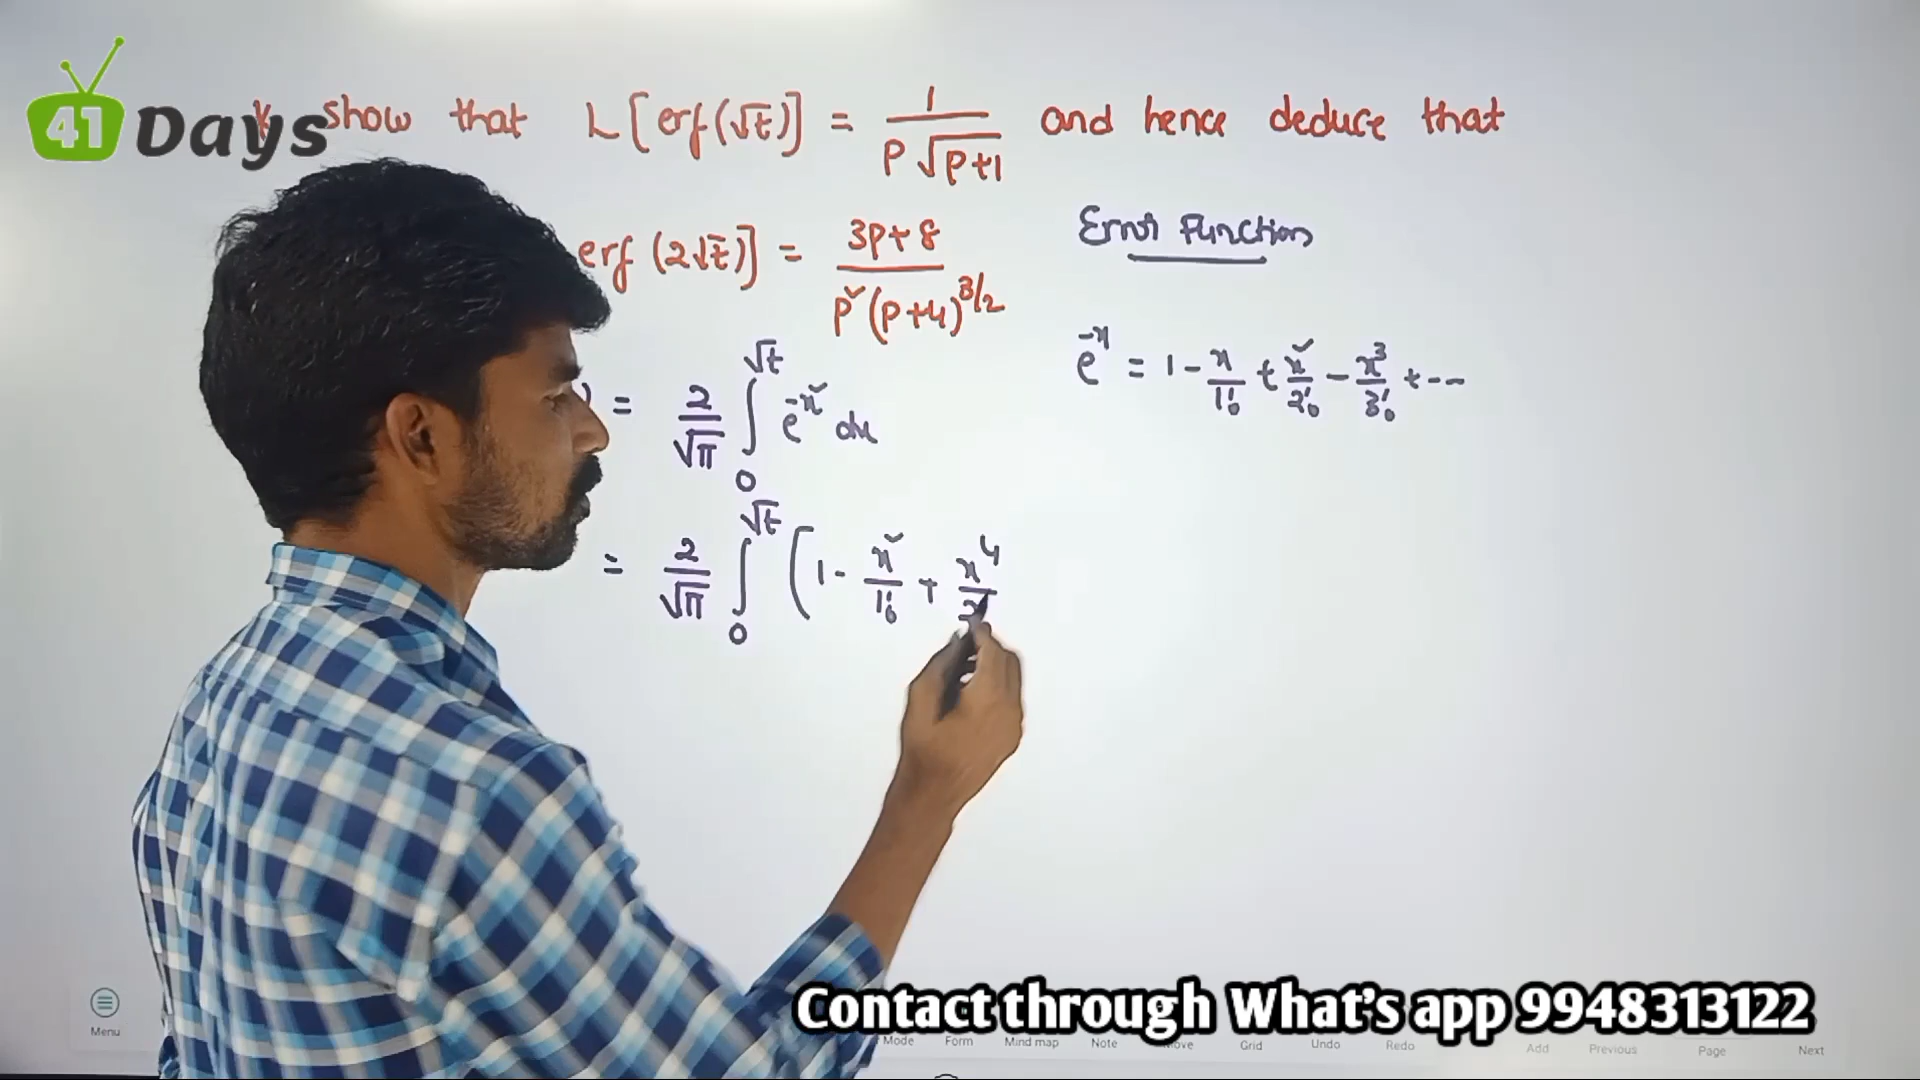 41 Days
show that L[erf(√t)] = 1/(p√(p+1)) and hence deduce that
erf(2√t)] = (3p+8)/(p²(p+4)^(3/2))
Error Function
e^(-x) = 1 - x/1! + x²/2! - x³/3! + ---
) = 2/√π ∫₀^√t e^(-x²) dx
= 2/√π ∫₀^√t (1 - x²/1! + x⁴/2
Contact through What's app 9948313122
Menu Mode Form Mind map Note Move Grid Undo Redo Add Previous Page Next